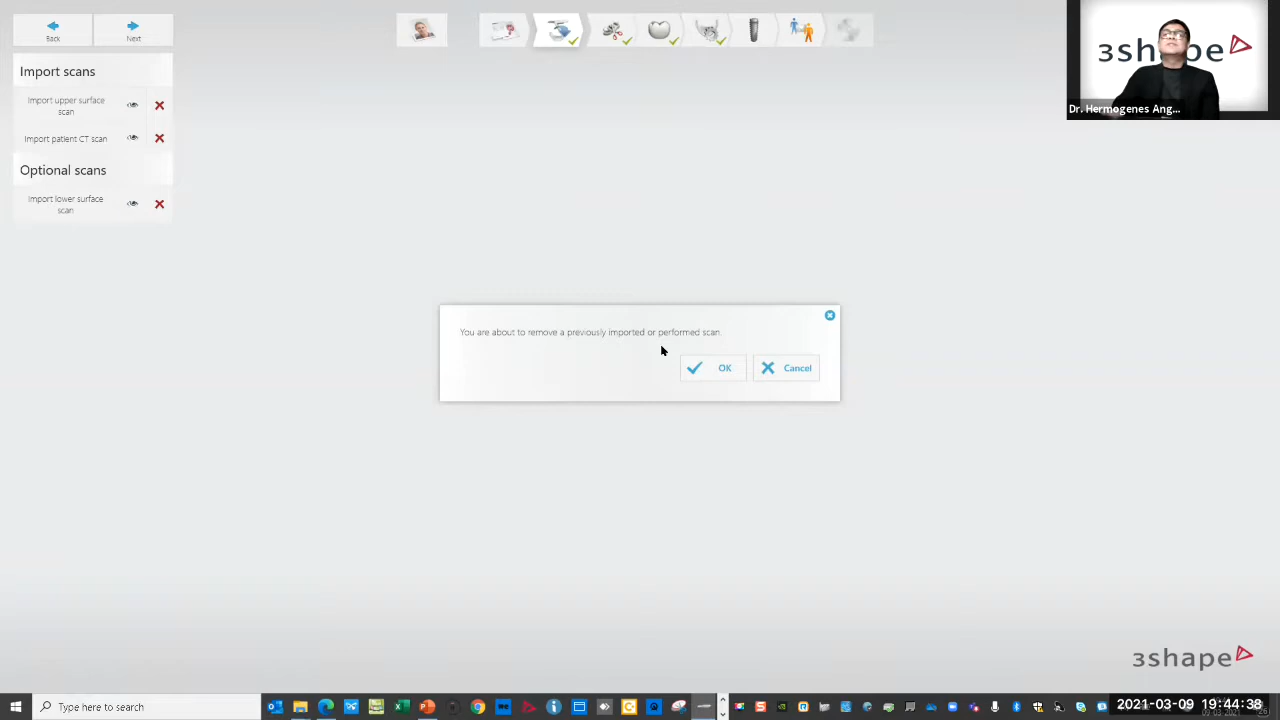 Back
Next
Import scans
Import upper surface
scan
Import patient CT scan
Optional scans
Import lower surface
scan
3shape
Dr. Hermogenes Ang...
You are about to remove a previously imported or performed scan.
OK
Cancel
3shape
Type here to search
2021-03-09 19:44:38